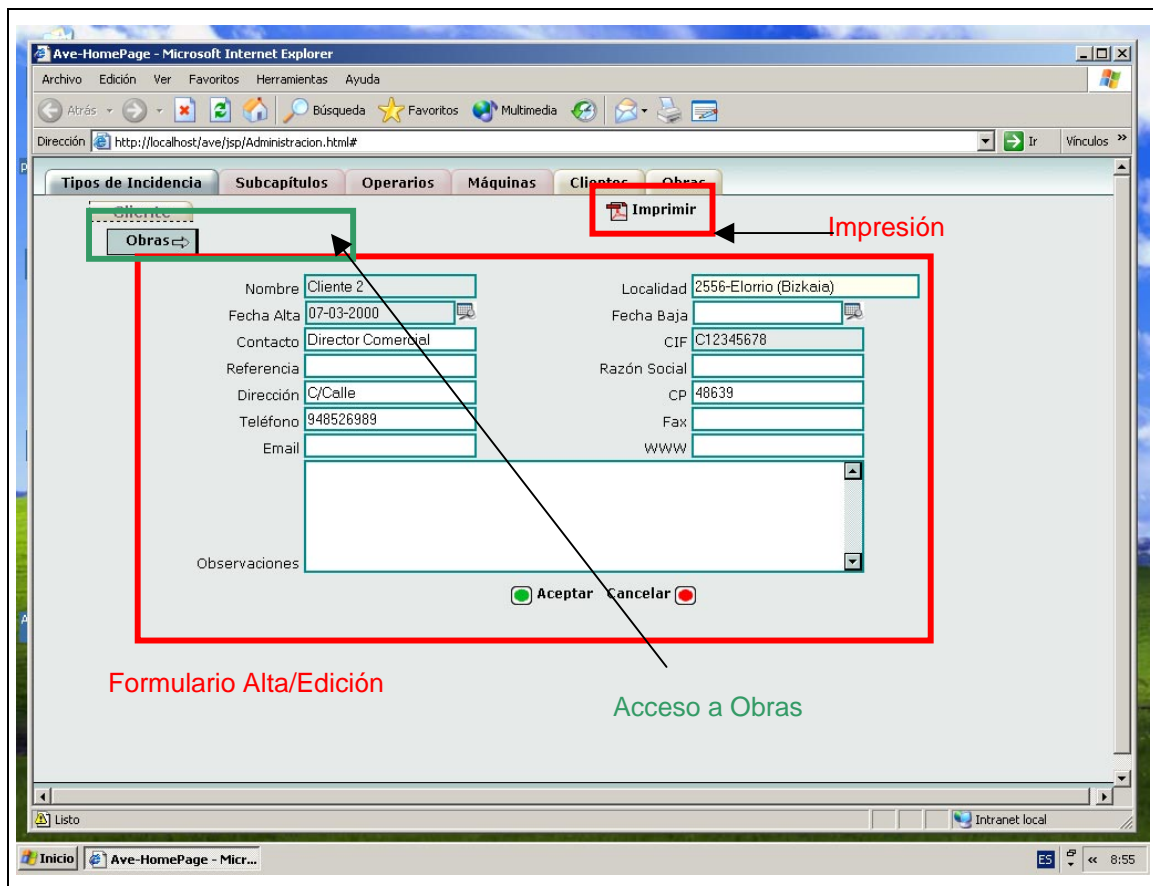 Ave-HomePage - Microsoft Internet Explorer
Archivo Edición Ver Favoritos Herramientas Ayuda
Atrás Búsqueda Favoritos Multimedia
Dirección http://localhost/ave/jsp/Administracion.html# Ir Vínculos »
Tipos de Incidencia Subcapítulos Operarios Máquinas Clientes Obras
Cliente Imprimir
Impresión
Obras
Nombre Cliente 2 Localidad 2556-Elorrio (Bizkaia)
Fecha Alta 07-03-2000 Fecha Baja
Contacto Director Comercial CIF C12345678
Referencia Razón Social
Dirección C/Calle CP 48639
Teléfono 948526989 Fax
Email WWW
Observaciones
Aceptar Cancelar
Formulario Alta/Edición
Acceso a Obras
Listo Intranet local
Inicio Ave-HomePage - Micr... ES « 8:55